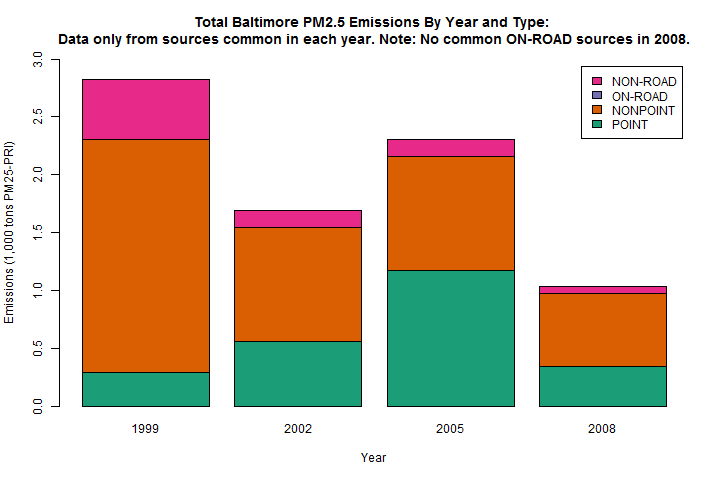 Total Baltimore PM2.5 Emissions By Year and Type:
Data only from sources common in each year. Note: No common ON-ROAD sources in 2008.
NON-ROAD
ON-ROAD
NONPOINT
POINT
Emissions (1,000 tons PM25-PRI)
3.0
2.5
2.0
1.5
1.0
0.5
0.0
1999 2002 2005 2008
Year